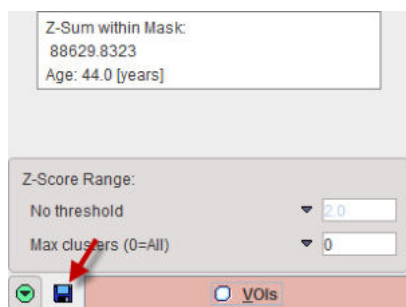 Z-Sum within Mask:
88629.8323
Age: 44.0 [years]
Z-Score Range:
No threshold 2.0
Max clusters (0=All) 0
VOIs